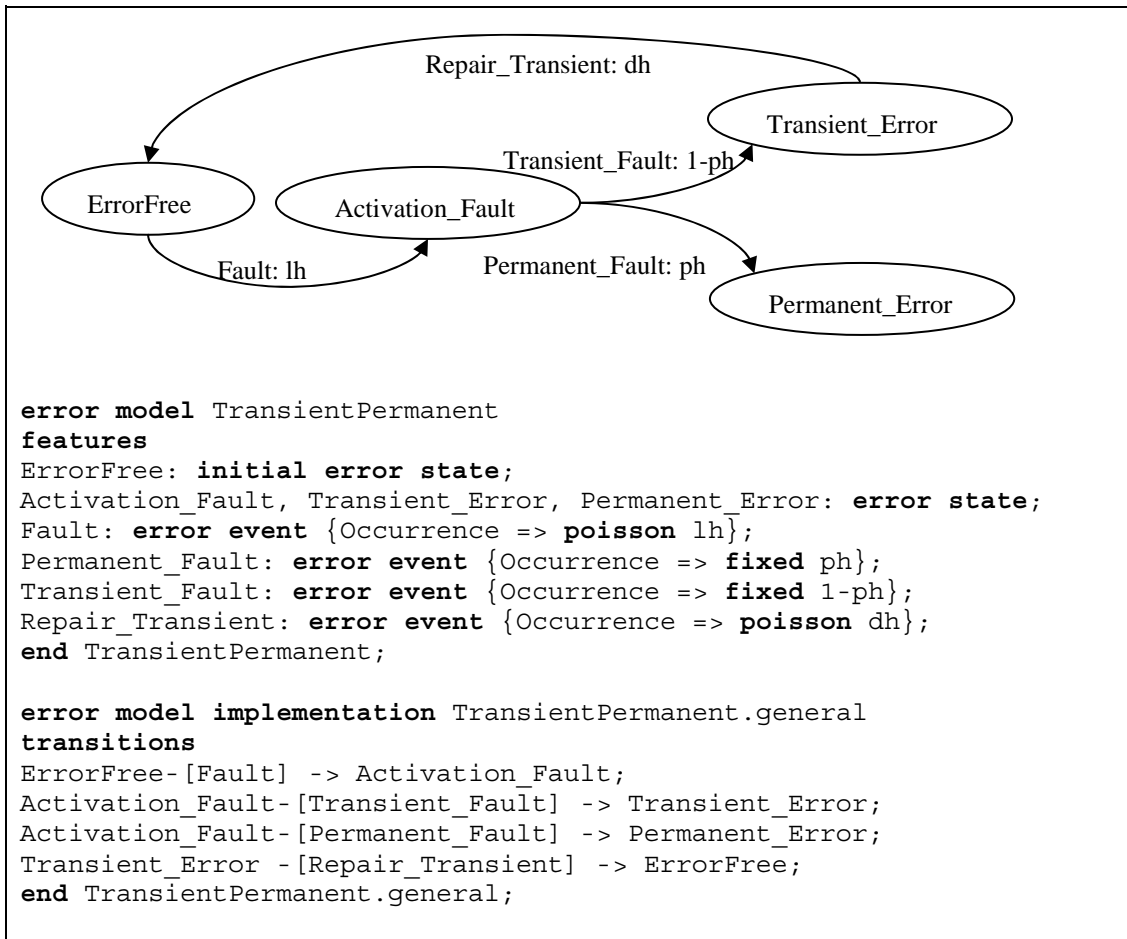 Repair_Transient: dh
Transient_Error
Transient_Fault: 1-ph
ErrorFree
Activation_Fault
Fault: lh
Permanent_Fault: ph
Permanent_Error
error model TransientPermanent
features
ErrorFree: initial error state;
Activation_Fault, Transient_Error, Permanent_Error: error state;
Fault: error event {Occurrence => poisson lh};
Permanent_Fault: error event {Occurrence => fixed ph};
Transient_Fault: error event {Occurrence => fixed 1-ph};
Repair_Transient: error event {Occurrence => poisson dh};
end TransientPermanent;
error model implementation TransientPermanent.general
transitions
ErrorFree-[Fault] -> Activation_Fault;
Activation_Fault-[Transient_Fault] -> Transient_Error;
Activation_Fault-[Permanent_Fault] -> Permanent_Error;
Transient_Error -[Repair_Transient] -> ErrorFree;
end TransientPermanent.general;